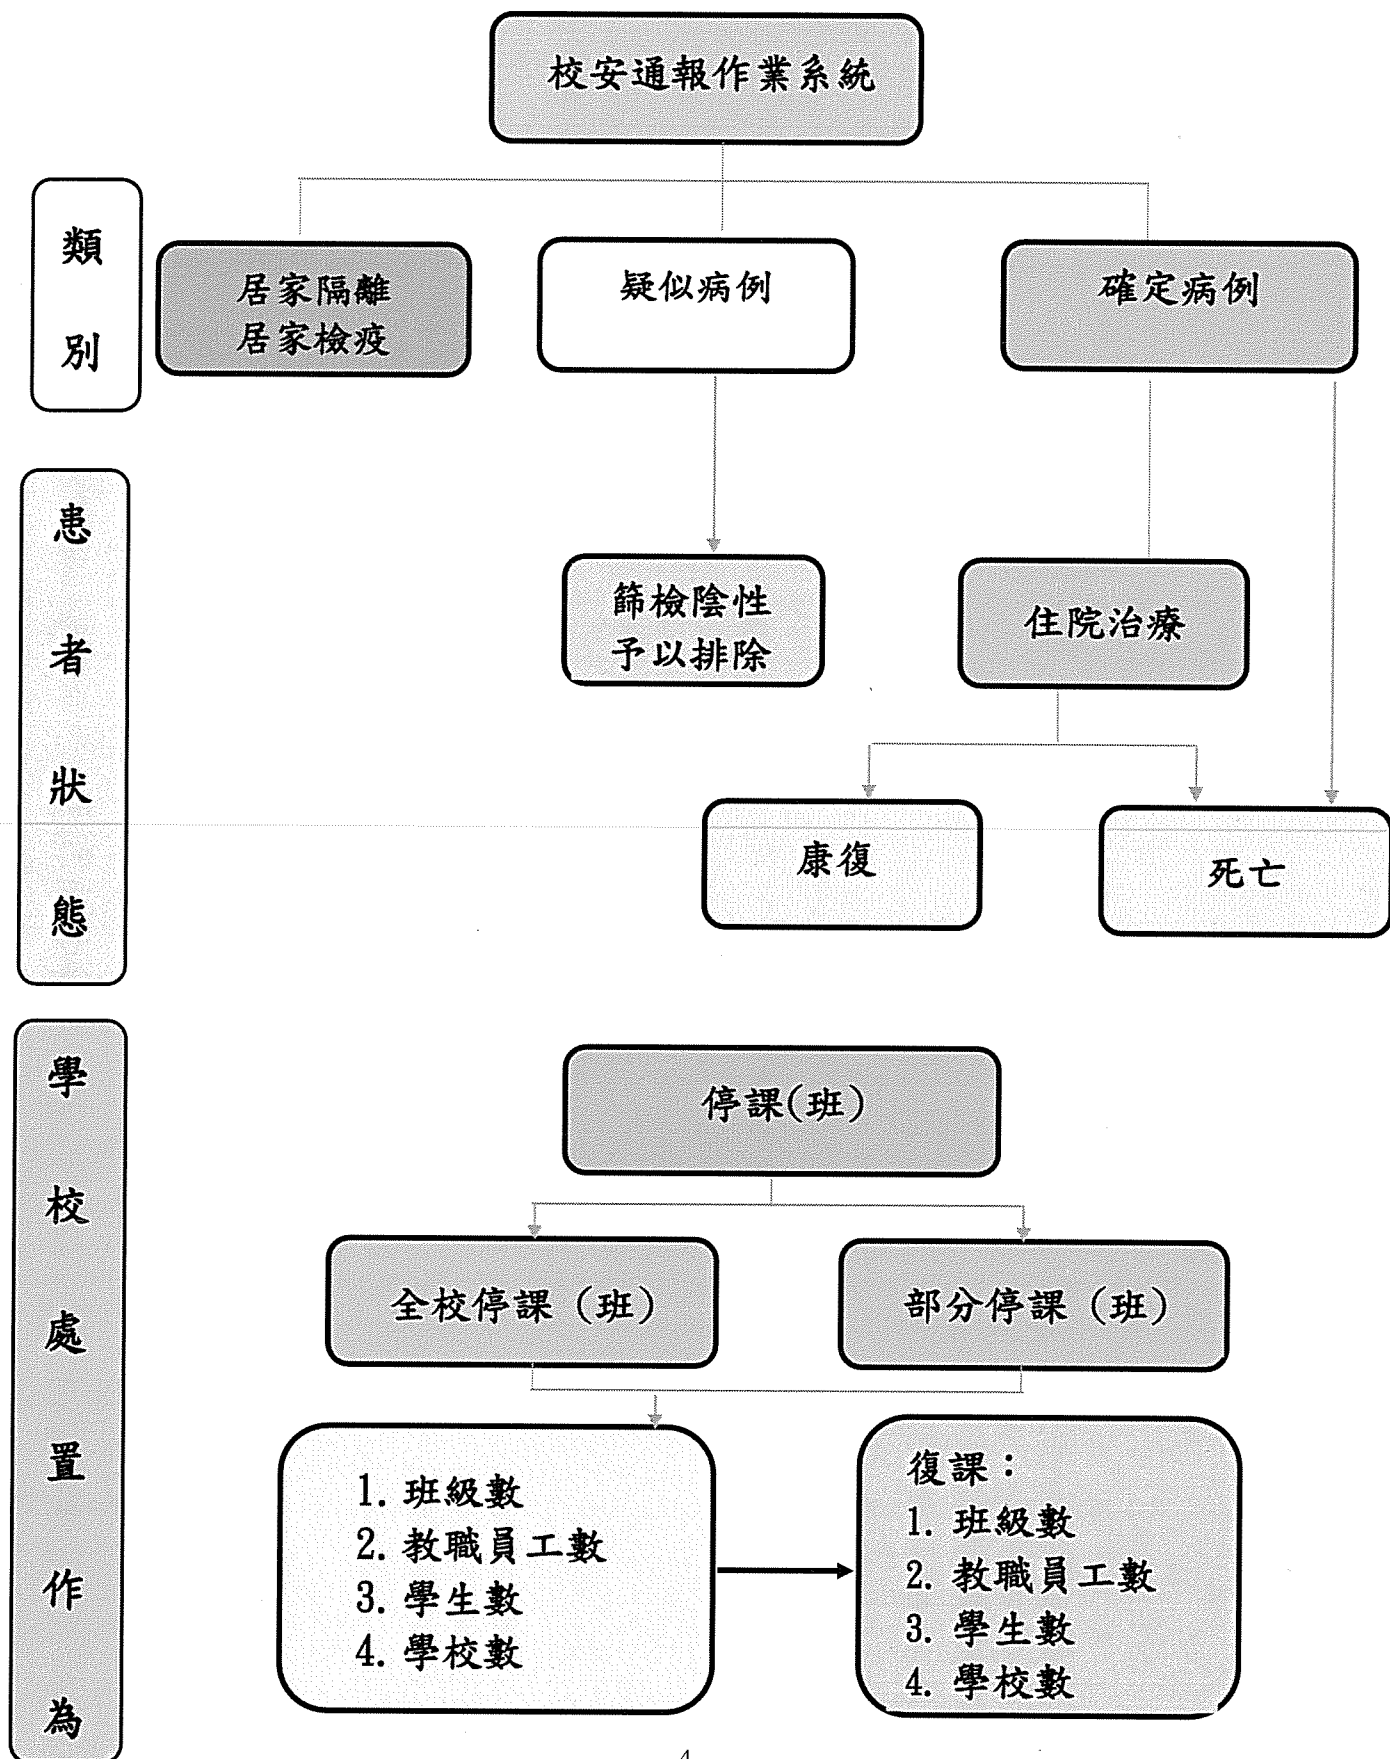 校安通報作業系統
類別
居家隔離
居家檢疫
疑似病例
確定病例
患者狀態
篩檢陰性
予以排除
住院治療
康復
死亡
學校處置作為
停課(班)
全校停課（班）
部分停課（班）
1. 班級數
2. 教職員工數
3. 學生數
4. 學校數
復課：
1. 班級數
2. 教職員工數
3. 學生數
4. 學校數
4